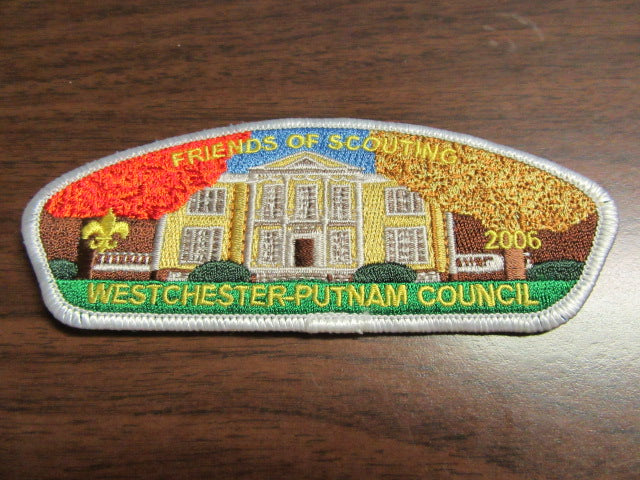 FRIENDS OF SCOUTING
2006
WESTCHESTER-PUTNAM COUNCIL